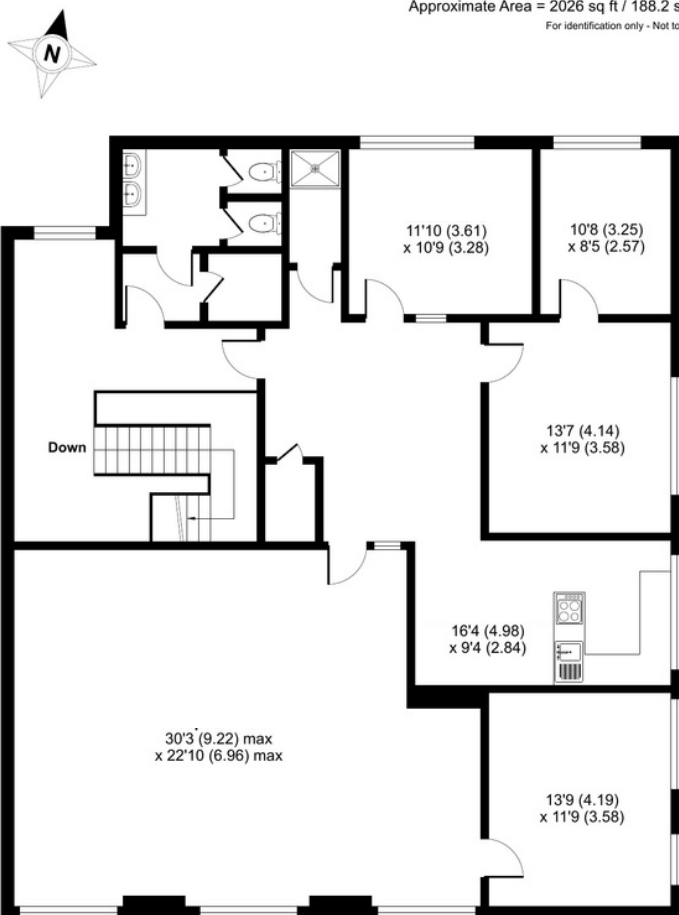 Approximate Area = 2026 sq ft / 188.2 s
For identification only - Not to
N
11'10 (3.61)
x 10'9 (3.28)
10'8 (3.25)
x 8'5 (2.57)
13'7 (4.14)
x 11'9 (3.58)
Down
16'4 (4.98)
x 9'4 (2.84)
30'3 (9.22) max
x 22'10 (6.96) max
13'9 (4.19)
x 11'9 (3.58)